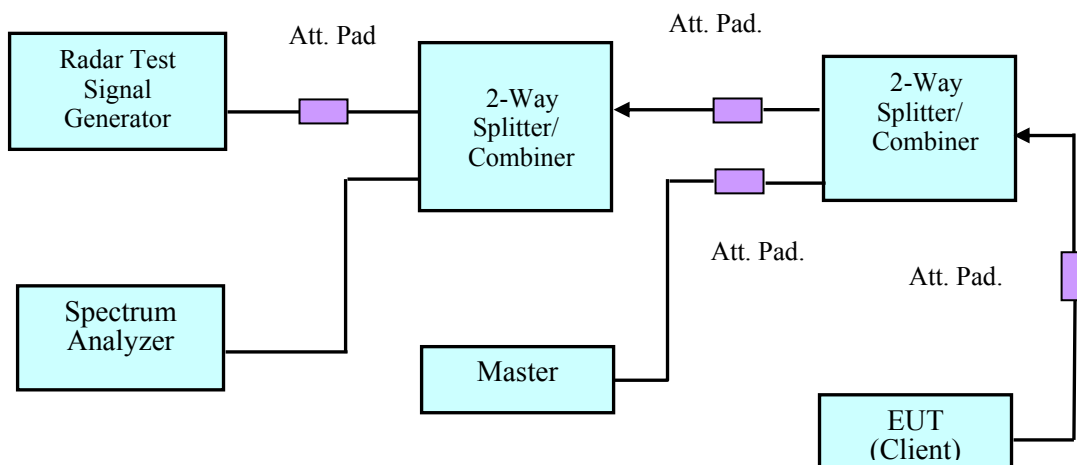 Att. Pad
Att. Pad.
Radar Test
Signal
Generator
2-Way
Splitter/
Combiner
2-Way
Splitter/
Combiner
Att. Pad.
Att. Pad.
Spectrum
Analyzer
Master
EUT
(Client)